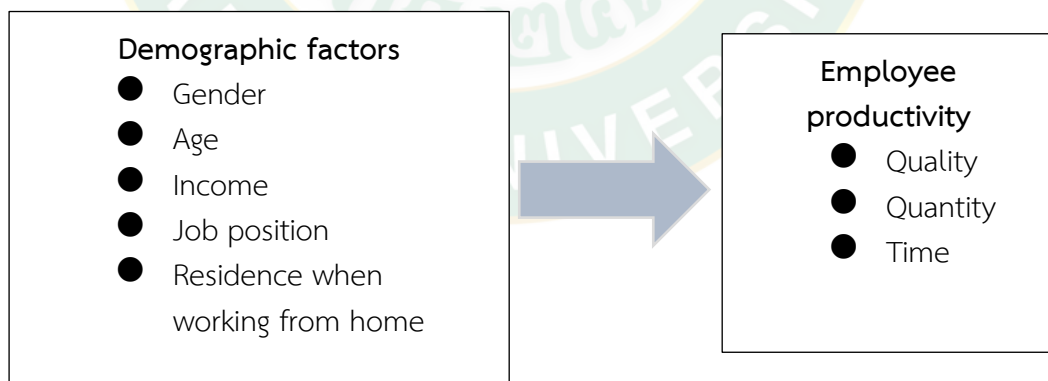 Demographic factors
● Gender
● Age
● Income
● Job position
● Residence when
working from home
Employee
productivity
● Quality
● Quantity
● Time